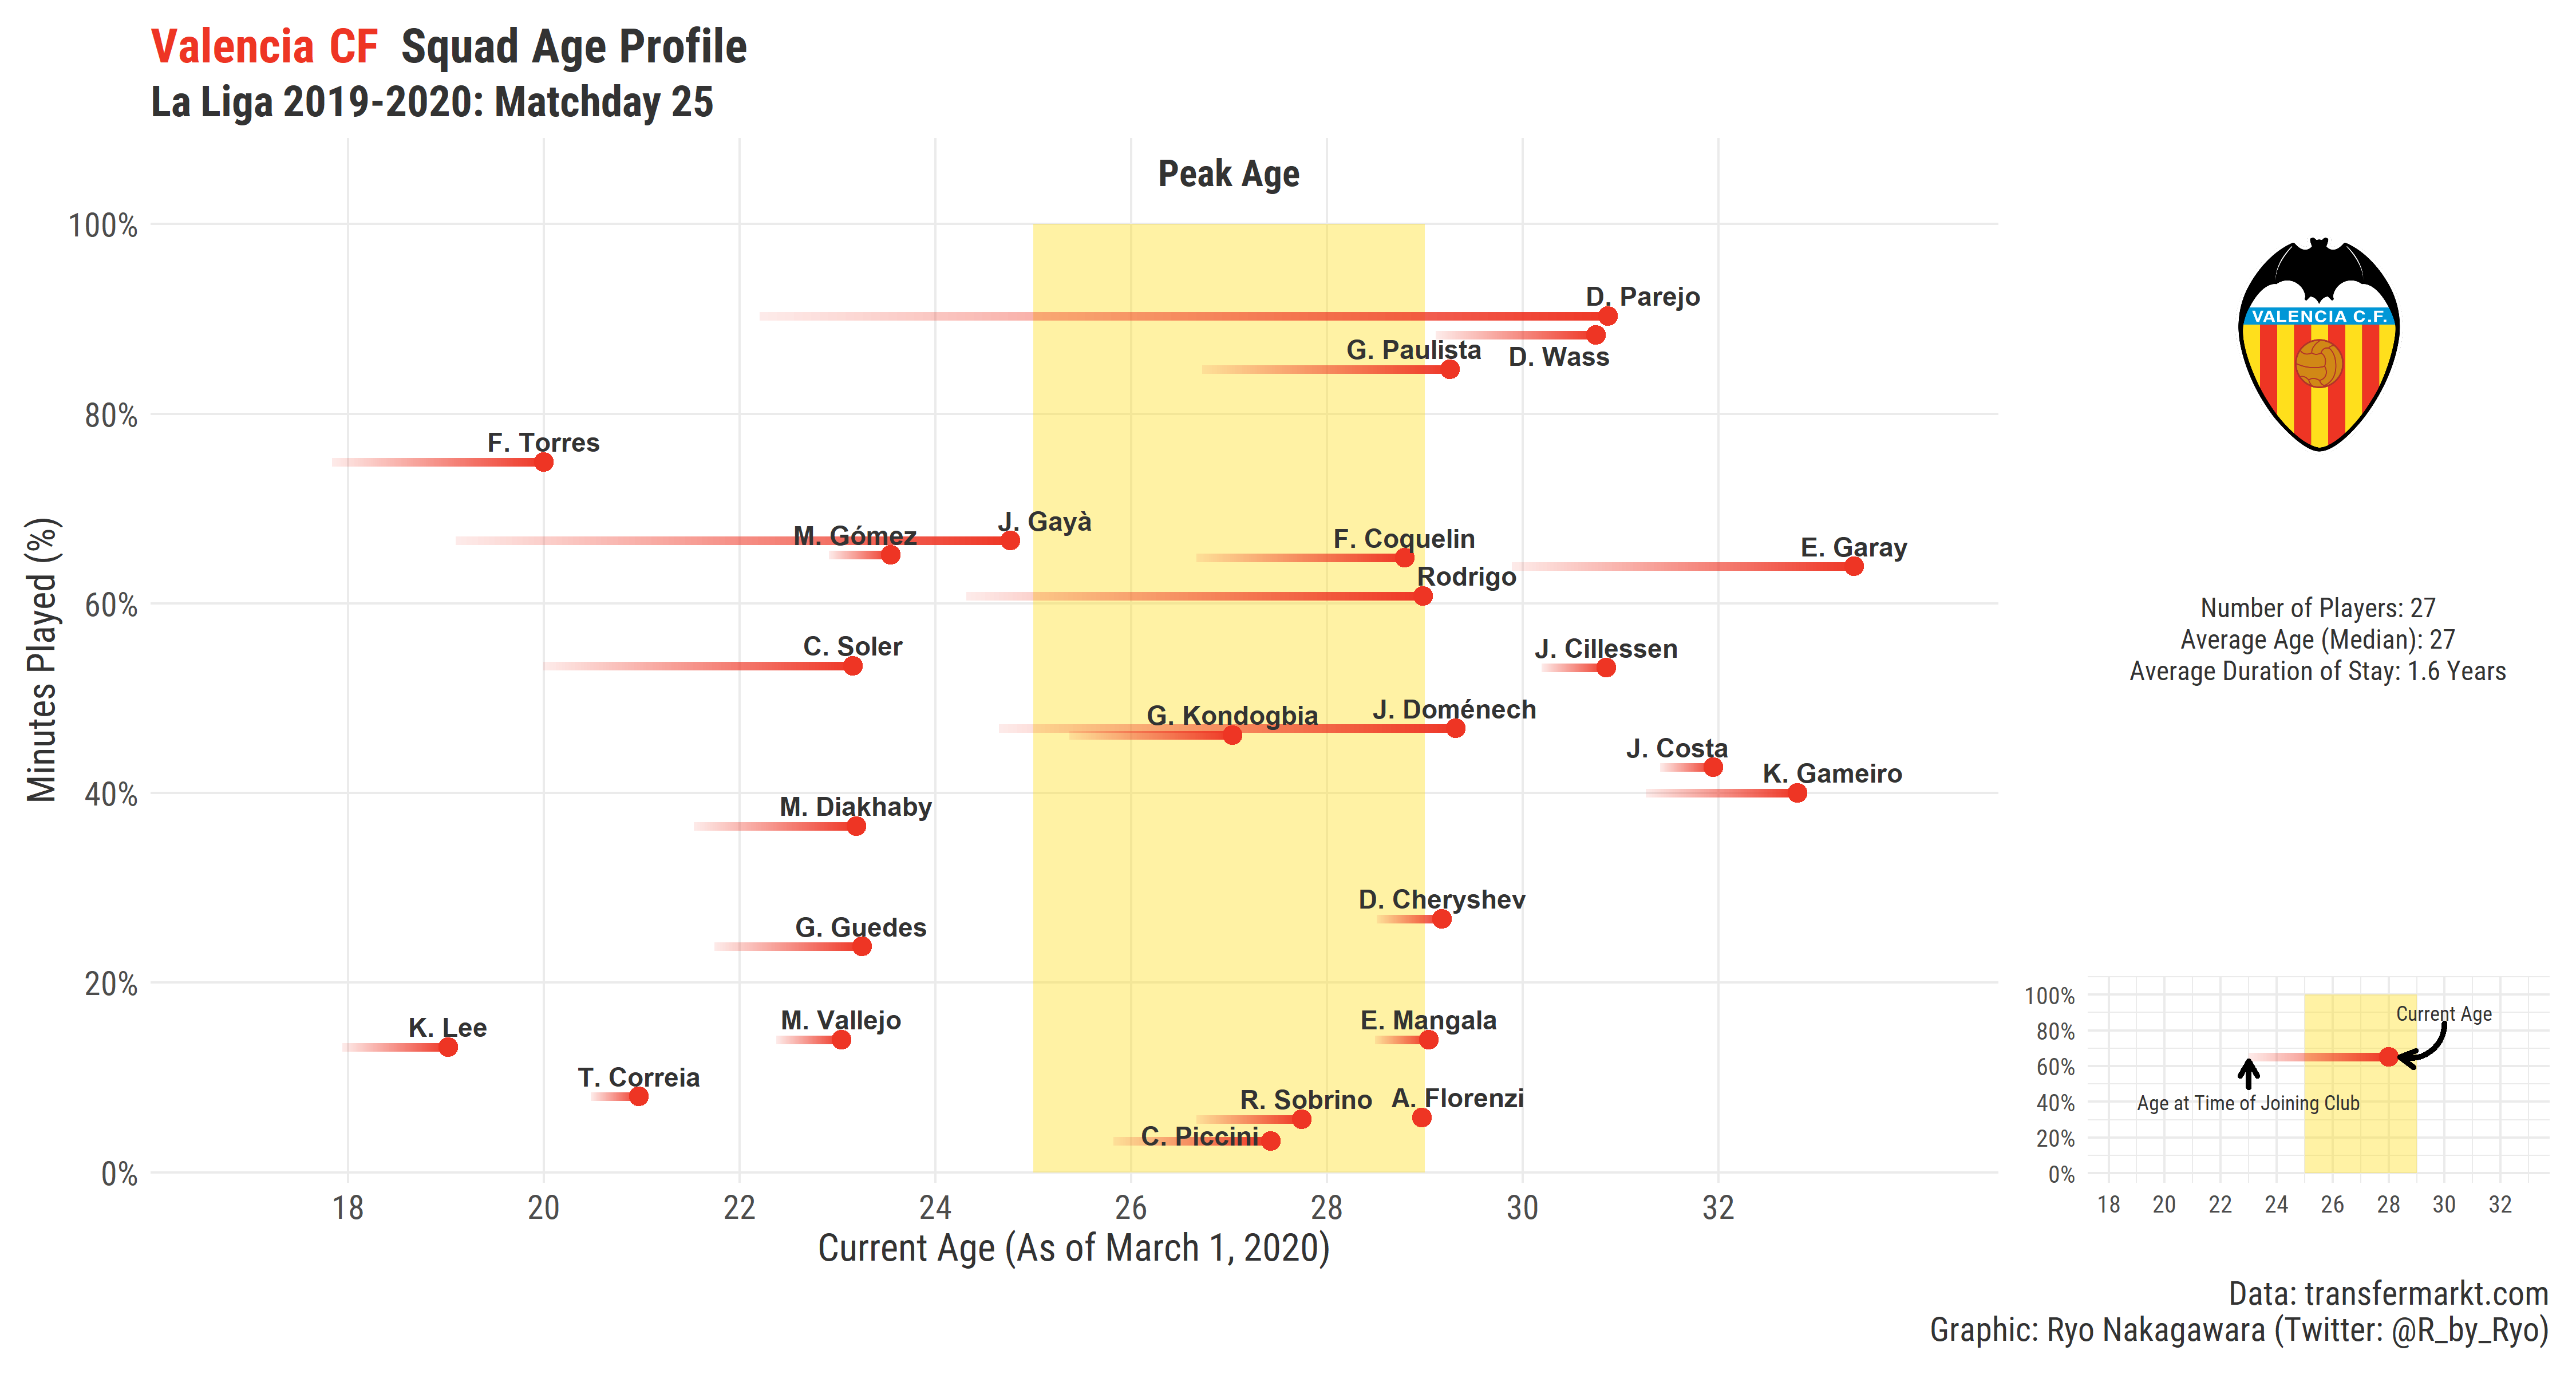 Valencia CF Squad Age Profile
La Liga 2019-2020: Matchday 25
Peak Age
100%
80%
60%
40%
20%
0%
Minutes Played (%)
D. Parejo
D. Wass
G. Paulista
F. Torres
J. Gayà
M. Gómez
F. Coquelin
E. Garay
Rodrigo
C. Soler
J. Cillessen
J. Doménech
G. Kondogbia
J. Costa
K. Gameiro
M. Diakhaby
D. Cheryshev
G. Guedes
M. Vallejo
E. Mangala
K. Lee
T. Correia
R. Sobrino
A. Florenzi
C. Piccini
18 20 22 24 26 28 30 32
Current Age (As of March 1, 2020)
VALENCIA C.F.
Number of Players: 27
Average Age (Median): 27
Average Duration of Stay: 1.6 Years
100%
80%
60%
40%
20%
0%
Current Age
Age at Time of Joining Club
18 20 22 24 26 28 30 32
Data: transfermarkt.com
Graphic: Ryo Nakagawara (Twitter: @R_by_Ryo)